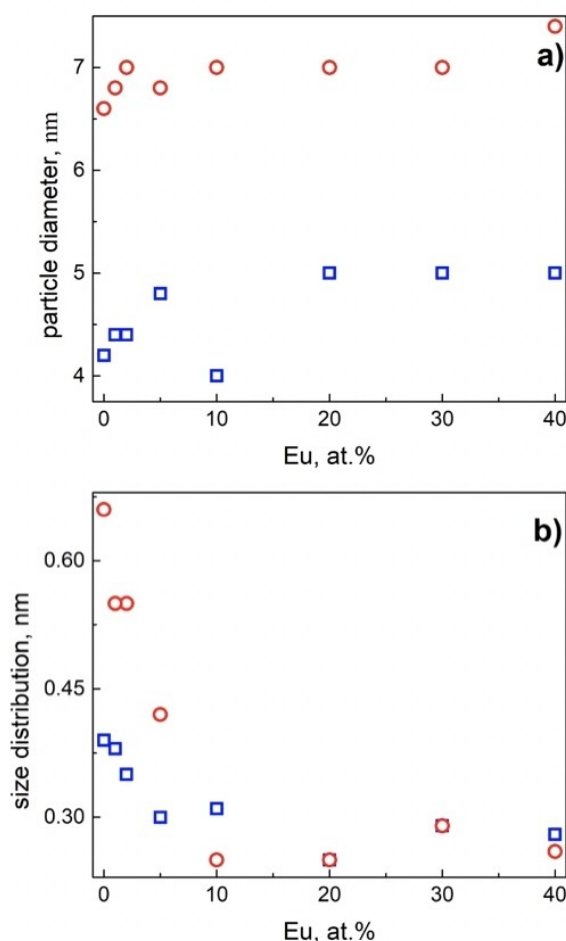 a)
particle diameter, nm
7
6
5
4
0 10 20 30 40
Eu, at.%
b)
size distribution, nm
0.60
0.45
0.30
0 10 20 30 40
Eu, at.%